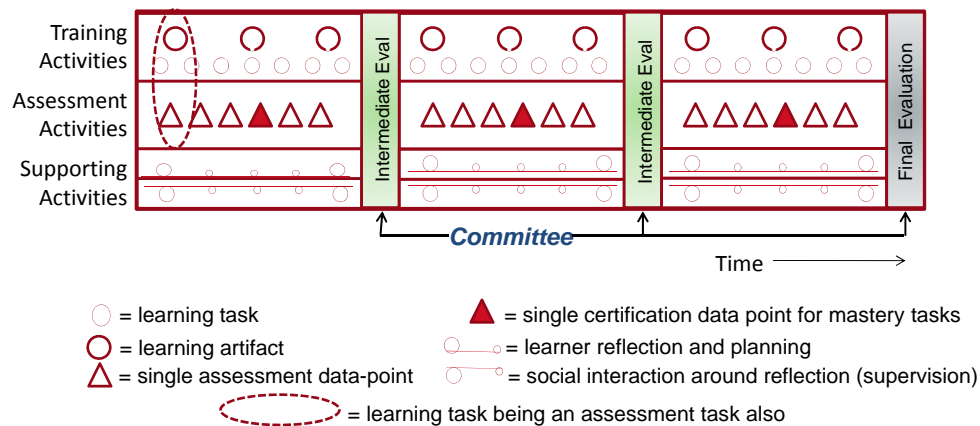 Training
Activities
Assessment
Activities
Supporting
Activities
Intermediate Eval
Intermediate Eval
Final Evaluation
Committee
Time
= learning task
= single certification data point for mastery tasks
= learning artifact
= learner reflection and planning
= single assessment data-point
= social interaction around reflection (supervision)
= learning task being an assessment task also